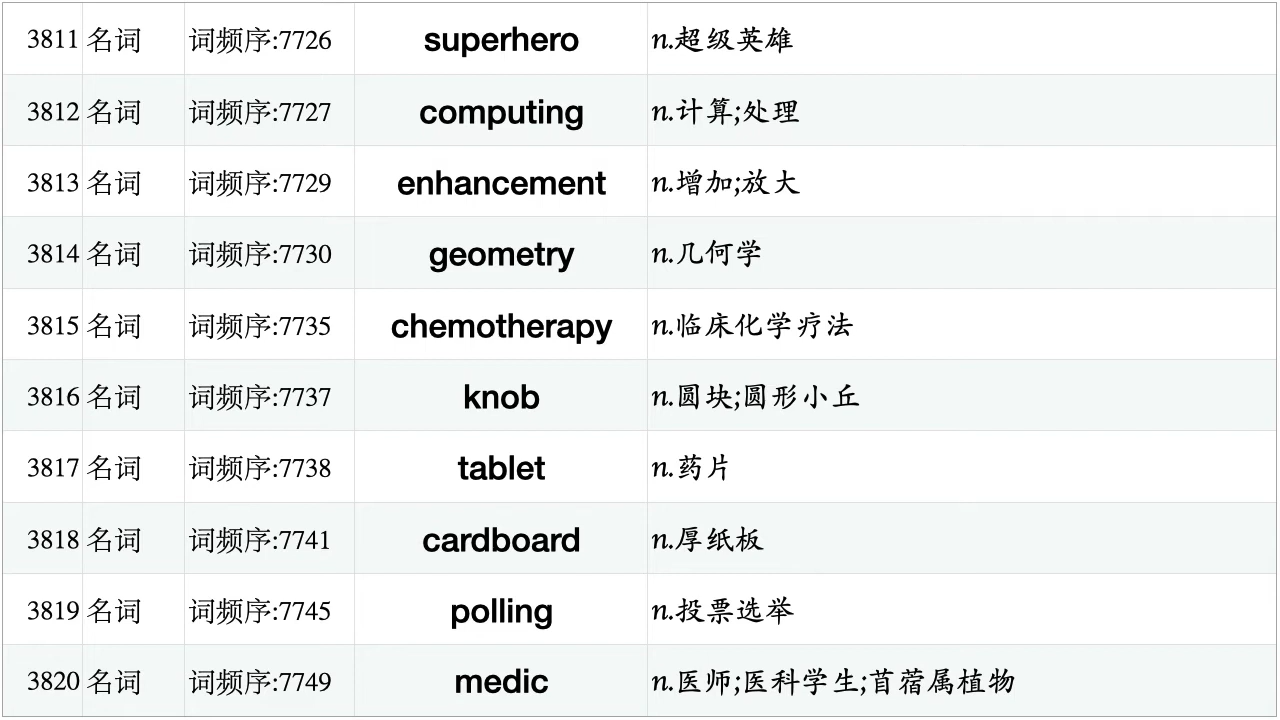 3811 名词 词频序:7726 superhero n.超级英雄
3812 名词 词频序:7727 computing n.计算;处理
3813 名词 词频序:7729 enhancement n.增加;放大
3814 名词 词频序:7730 geometry n.几何学
3815 名词 词频序:7735 chemotherapy n.临床化学疗法
3816 名词 词频序:7737 knob n.圆块;圆形小丘
3817 名词 词频序:7738 tablet n.药片
3818 名词 词频序:7741 cardboard n.厚纸板
3819 名词 词频序:7745 polling n.投票选举
3820 名词 词频序:7749 medic n.医师;医科学生;苜蓿属植物